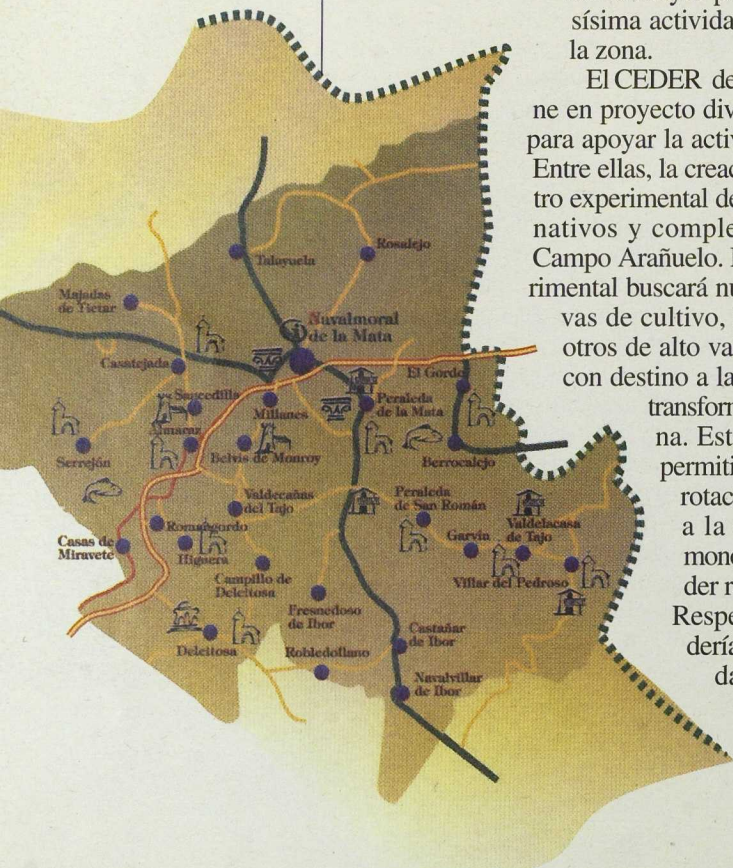 sísima activida
la zona.
El CEDER de
ne en proyecto div
para apoyar la activ
Entre ellas, la creac
tro experimental de
nativos y comple
Campo Arañuelo. 
rimental buscará nu
vas de cultivo,
otros de alto va
con destino a la
transform
na. Est
permiti
rotac
a la
mono
der r
Respe
dería
da
Talayuela
Rosalejo
Majadas
de Tietar
Navalmoral
de la Mata
Casatejada
El Gordo
Saucedilla
Millanes
Peraleda
de la Mata
Almaraz
Serrejón
Belvis de Monroy
Berrocalejo
Valdecañas
del Tajo
Peraleda
de San Román
Romangordo
Garvín
Valdelacasa
de Tajo
Casas de
Miravete
Higuera
Villar del Pedroso
Campillo de
Deleitosa
Fresnedoso
de Ibor
Deleitosa
Castañar
de Ibor
Robledollano
Navalvillar
de Ibor